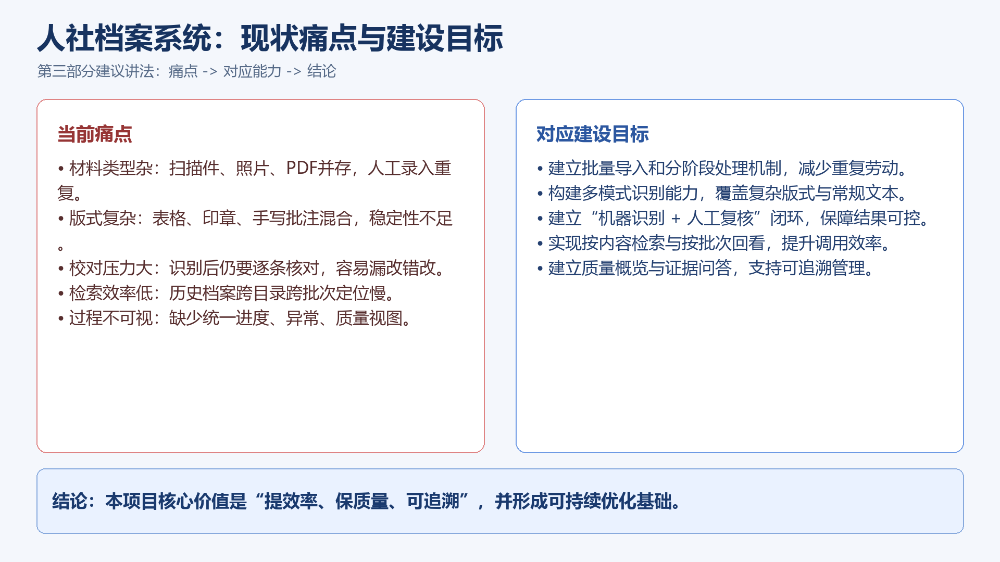 人社档案系统：现状痛点与建设目标
第三部分建议讲法：痛点 -> 对应能力 -> 结论
当前痛点
• 材料类型杂：扫描件、照片、PDF并存，人工录入重
复。
• 版式复杂：表格、印章、手写批注混合，稳定性不足
。
• 校对压力大：识别后仍要逐条核对，容易漏改错改。
• 检索效率低：历史档案跨目录跨批次定位慢。
• 过程不可视：缺少统一进度、异常、质量视图。
对应建设目标
• 建立批量导入和分阶段处理机制，减少重复劳动。
• 构建多模式识别能力，覆盖复杂版式与常规文本。
• 建立“机器识别 + 人工复核”闭环，保障结果可控。
• 实现按内容检索与按批次回看，提升调用效率。
• 建立质量概览与证据问答，支持可追溯管理。
结论：本项目核心价值是“提效率、保质量、可追溯”，并形成可持续优化基础。